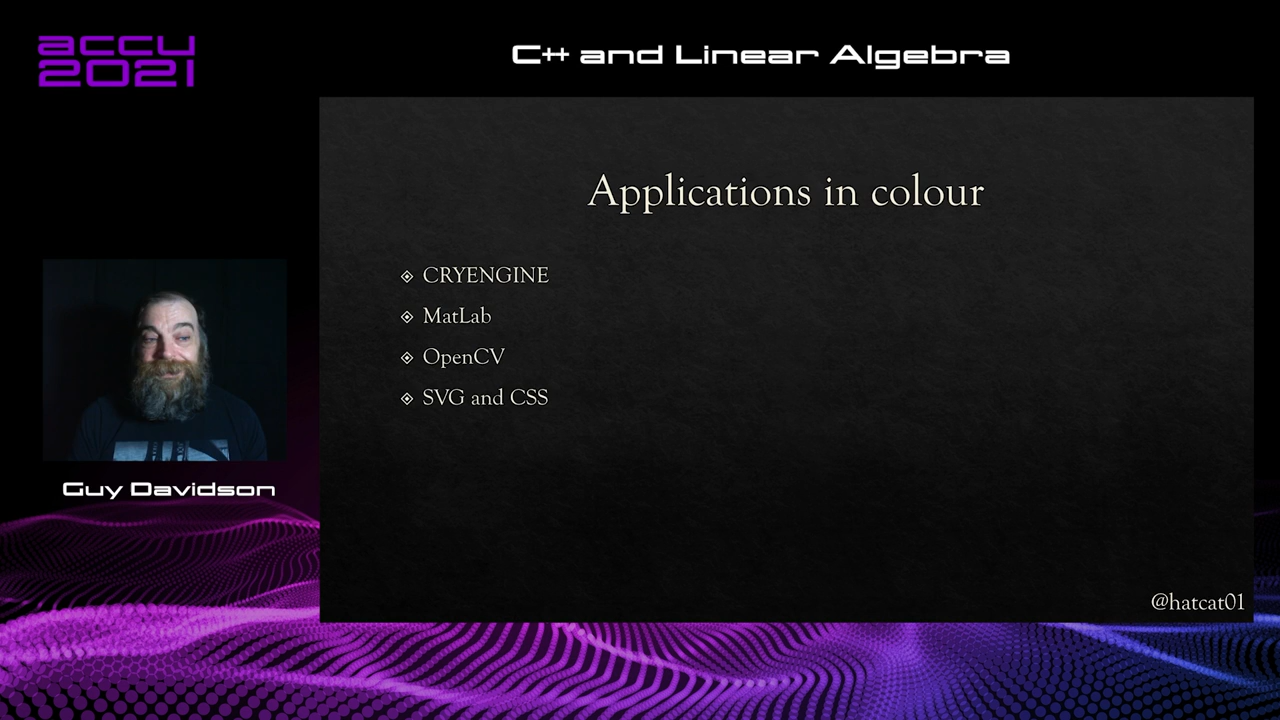 accu
2021
C++ and Linear Algebra
Applications in colour
CRYENGINE
MatLab
OpenCV
SVG and CSS
Guy Davidson
@hatcat01